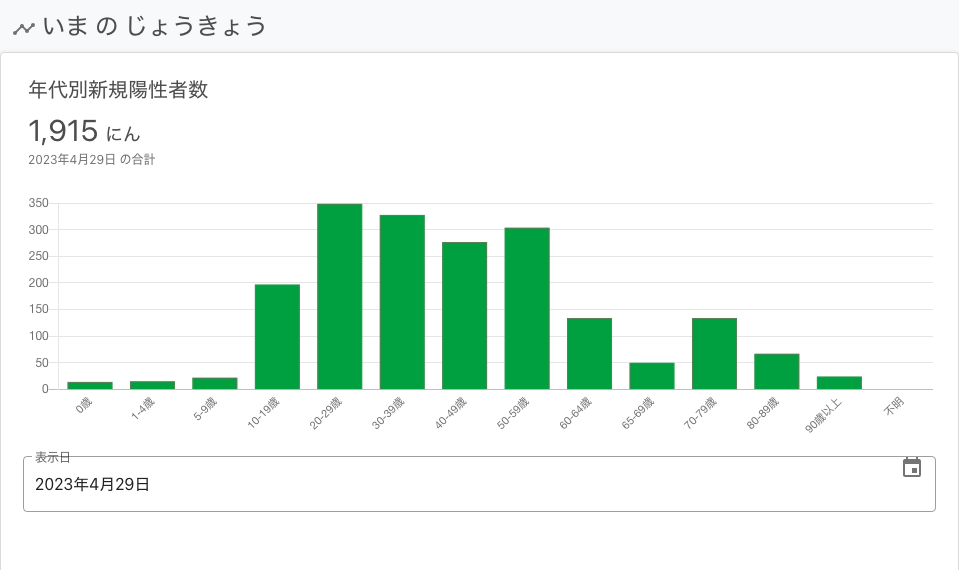 いま の じょうきょう
年代別新規陽性者数
1,915 にん
2023年4月29日 の合計
350
300
250
200
150
100
50
0
0歳
1-4歳
5-9歳
10-19歳
20-29歳
30-39歳
40-49歳
50-59歳
60-64歳
65-69歳
70-79歳
80-89歳
90歳以上
不明
表示日
2023年4月29日